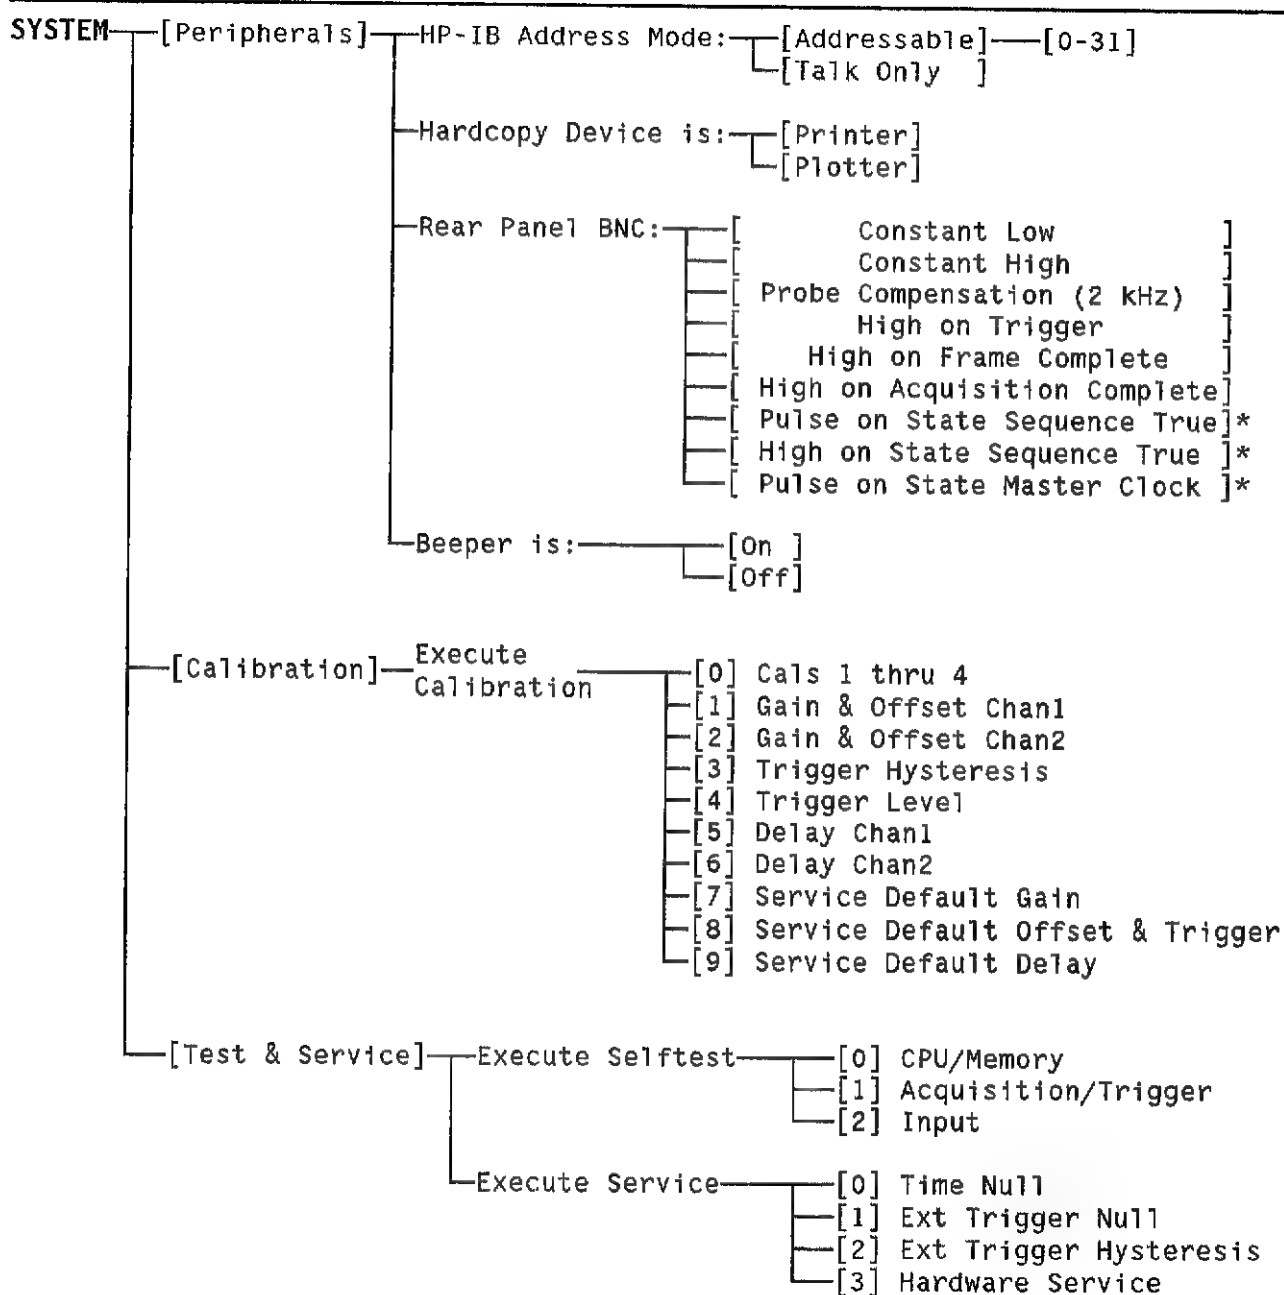 SYSTEM [Peripherals] HP-IB Address Mode: [Addressable] [0-31]
[Talk Only ]
Hardcopy Device is: [Printer]
[Plotter]
Rear Panel BNC: [ Constant Low ]
[ Constant High ]
[ Probe Compensation (2 kHz) ]
[ High on Trigger ]
[ High on Frame Complete ]
[ High on Acquisition Complete]
[ Pulse on State Sequence True]*
[ High on State Sequence True ]*
[ Pulse on State Master Clock ]*
Beeper is: [On ]
[Off]
[Calibration] Execute
Calibration
[0] Cals 1 thru 4
[1] Gain & Offset Chan1
[2] Gain & Offset Chan2
[3] Trigger Hysteresis
[4] Trigger Level
[5] Delay Chan1
[6] Delay Chan2
[7] Service Default Gain
[8] Service Default Offset & Trigger
[9] Service Default Delay
[Test & Service] Execute Selftest [0] CPU/Memory
[1] Acquisition/Trigger
[2] Input
Execute Service [0] Time Null
[1] Ext Trigger Null
[2] Ext Trigger Hysteresis
[3] Hardware Service